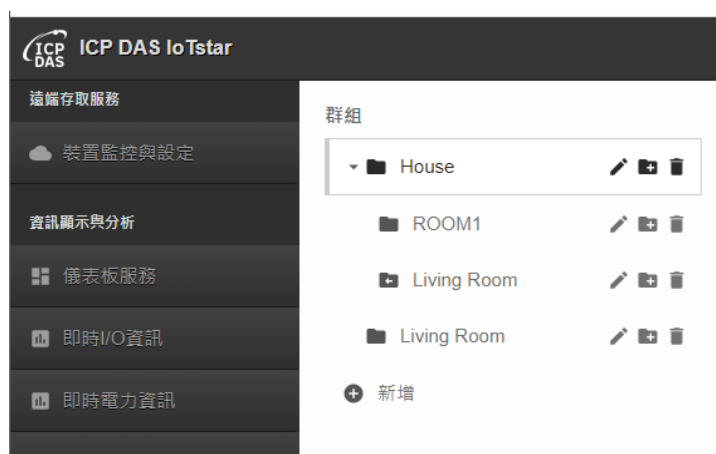 ICP DAS
ICP DAS IoTstar
遠端存取服務
裝置監控與設定
資訊顯示與分析
儀表板服務
即時I/O資訊
即時電力資訊
群組
House
ROOM1
Living Room
Living Room
新增